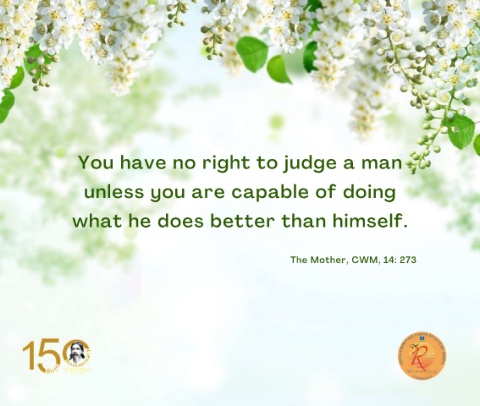 You have no right to judge a man
unless you are capable of doing
what he does better than himself.
The Mother, CWM, 14: 273
150
R